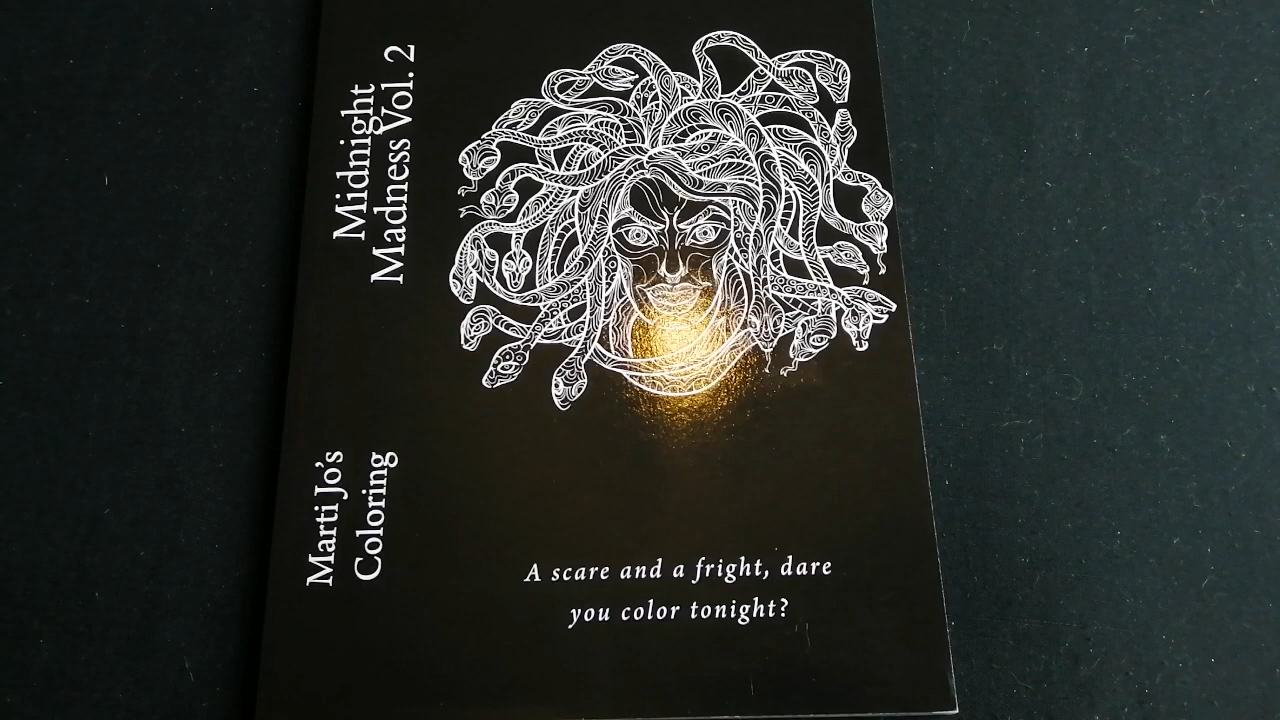 Midnight
Madness Vol. 2
Marti Jo's
Coloring
A scare and a fright, dare
you color tonight?